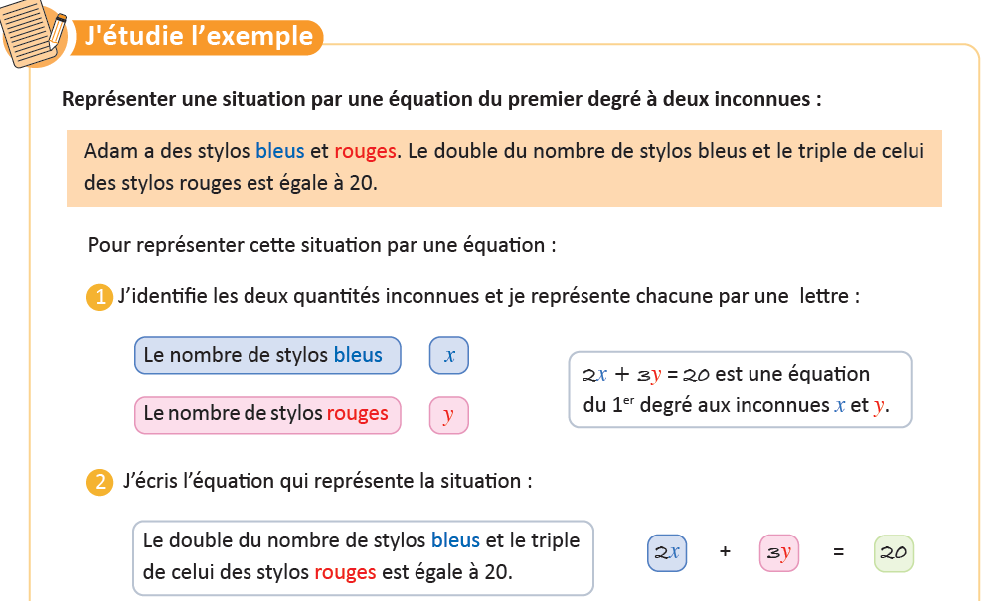 J'étudie l’exemple
Représenter une situation par une équation du premier degré à deux inconnues :
Adam a des stylos bleus et rouges. Le double du nombre de stylos bleus et le triple de celui
des stylos rouges est égale à 20.
Pour représenter cette situation par une équation :
1 J’identifie les deux quantités inconnues et je représente chacune par une lettre :
Le nombre de stylos bleus x
Le nombre de stylos rouges y
2x + 3y = 20 est une équation
du 1er degré aux inconnues x et y.
2 J’écris l’équation qui représente la situation :
Le double du nombre de stylos bleus et le triple
de celui des stylos rouges est égale à 20.
2x + 3y = 20